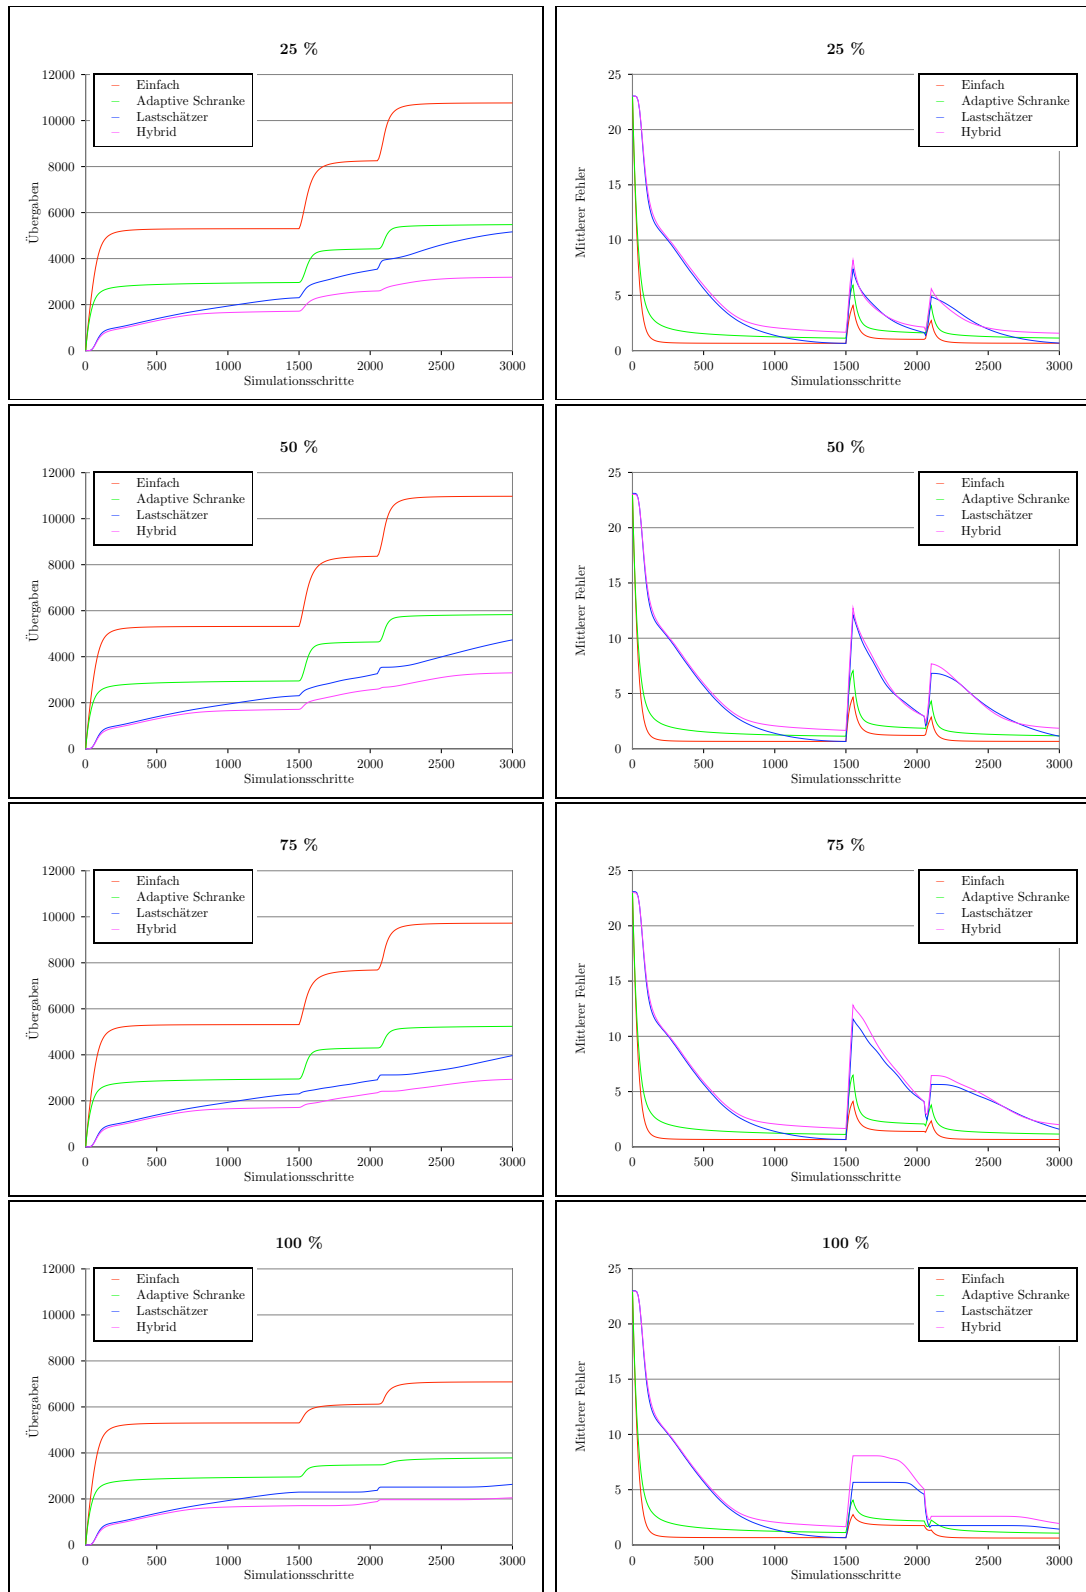 25 %
12000
10000
8000
6000
4000
2000
0
Übergaben
Einfach
Adaptive Schranke
Lastschätzer
Hybrid
0 500 1000 1500 2000 2500 3000
Simulationsschritte
25 %
25
20
15
10
5
0
Mittlerer Fehler
Einfach
Adaptive Schranke
Lastschätzer
Hybrid
0 500 1000 1500 2000 2500 3000
Simulationsschritte
50 %
12000
10000
8000
6000
4000
2000
0
Übergaben
Einfach
Adaptive Schranke
Lastschätzer
Hybrid
0 500 1000 1500 2000 2500 3000
Simulationsschritte
50 %
25
20
15
10
5
0
Mittlerer Fehler
Einfach
Adaptive Schranke
Lastschätzer
Hybrid
0 500 1000 1500 2000 2500 3000
Simulationsschritte
75 %
12000
10000
8000
6000
4000
2000
0
Übergaben
Einfach
Adaptive Schranke
Lastschätzer
Hybrid
0 500 1000 1500 2000 2500 3000
Simulationsschritte
75 %
25
20
15
10
5
0
Mittlerer Fehler
Einfach
Adaptive Schranke
Lastschätzer
Hybrid
0 500 1000 1500 2000 2500 3000
Simulationsschritte
100 %
12000
10000
8000
6000
4000
2000
0
Übergaben
Einfach
Adaptive Schranke
Lastschätzer
Hybrid
0 500 1000 1500 2000 2500 3000
Simulationsschritte
100 %
25
20
15
10
5
0
Mittlerer Fehler
Einfach
Adaptive Schranke
Lastschätzer
Hybrid
0 500 1000 1500 2000 2500 3000
Simulationsschritte